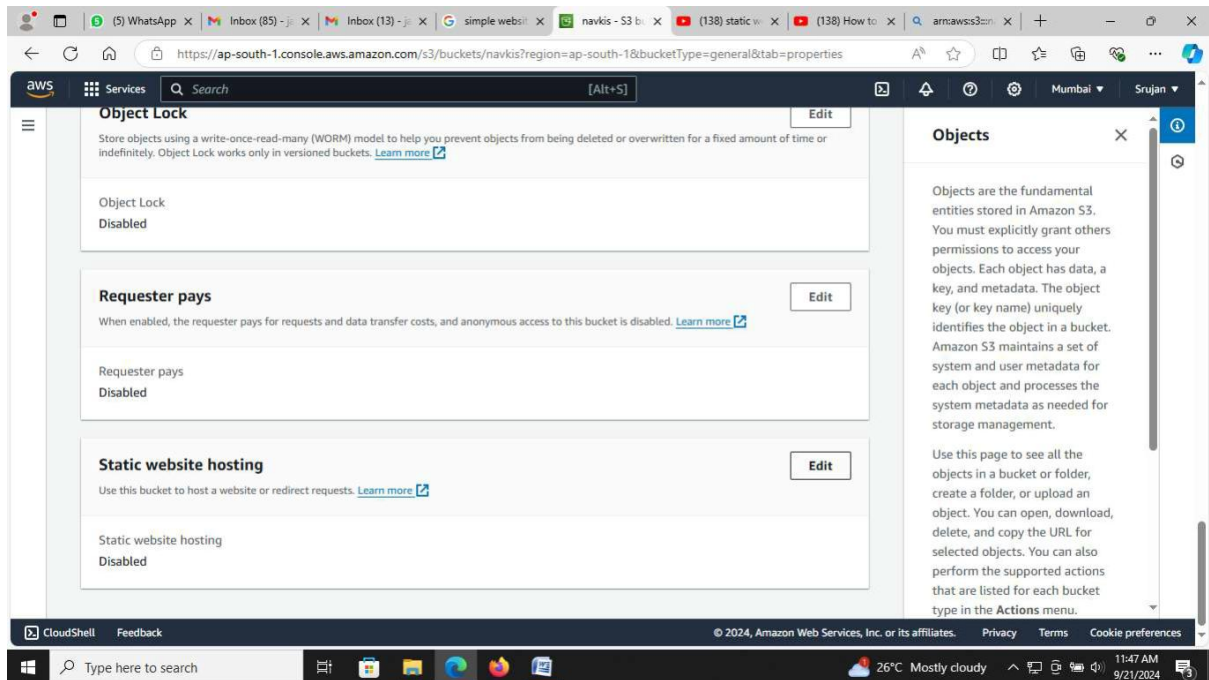 (5) WhatsApp
Inbox (85) - j
Inbox (13) - ja
simple websit
navkis - S3 bu
(138) static w
(138) How to
arn:aws:s3:::n
https://ap-south-1.console.aws.amazon.com/s3/buckets/navkis?region=ap-south-1&bucketType=general&tab=properties
aws
Services
Search
[Alt+S]
Mumbai
Srujan
Object Lock
Edit
Store objects using a write-once-read-many (WORM) model to help you prevent objects from being deleted or overwritten for a fixed amount of time or
indefinitely. Object Lock works only in versioned buckets. Learn more
Object Lock
Disabled
Requester pays
Edit
When enabled, the requester pays for requests and data transfer costs, and anonymous access to this bucket is disabled. Learn more
Requester pays
Disabled
Static website hosting
Edit
Use this bucket to host a website or redirect requests. Learn more
Static website hosting
Disabled
Objects
Objects are the fundamental
entities stored in Amazon S3.
You must explicitly grant others
permissions to access your
objects. Each object has data, a
key, and metadata. The object
key (or key name) uniquely
identifies the object in a bucket.
Amazon S3 maintains a set of
system and user metadata for
each object and processes the
system metadata as needed for
storage management.
Use this page to see all the
objects in a bucket or folder,
create a folder, or upload an
object. You can open, download,
delete, and copy the URL for
selected objects. You can also
perform the supported actions
that are listed for each bucket
type in the Actions menu.
CloudShell
Feedback
© 2024, Amazon Web Services, Inc. or its affiliates.
Privacy
Terms
Cookie preferences
Type here to search
26°C Mostly cloudy
11:47 AM
9/21/2024
3